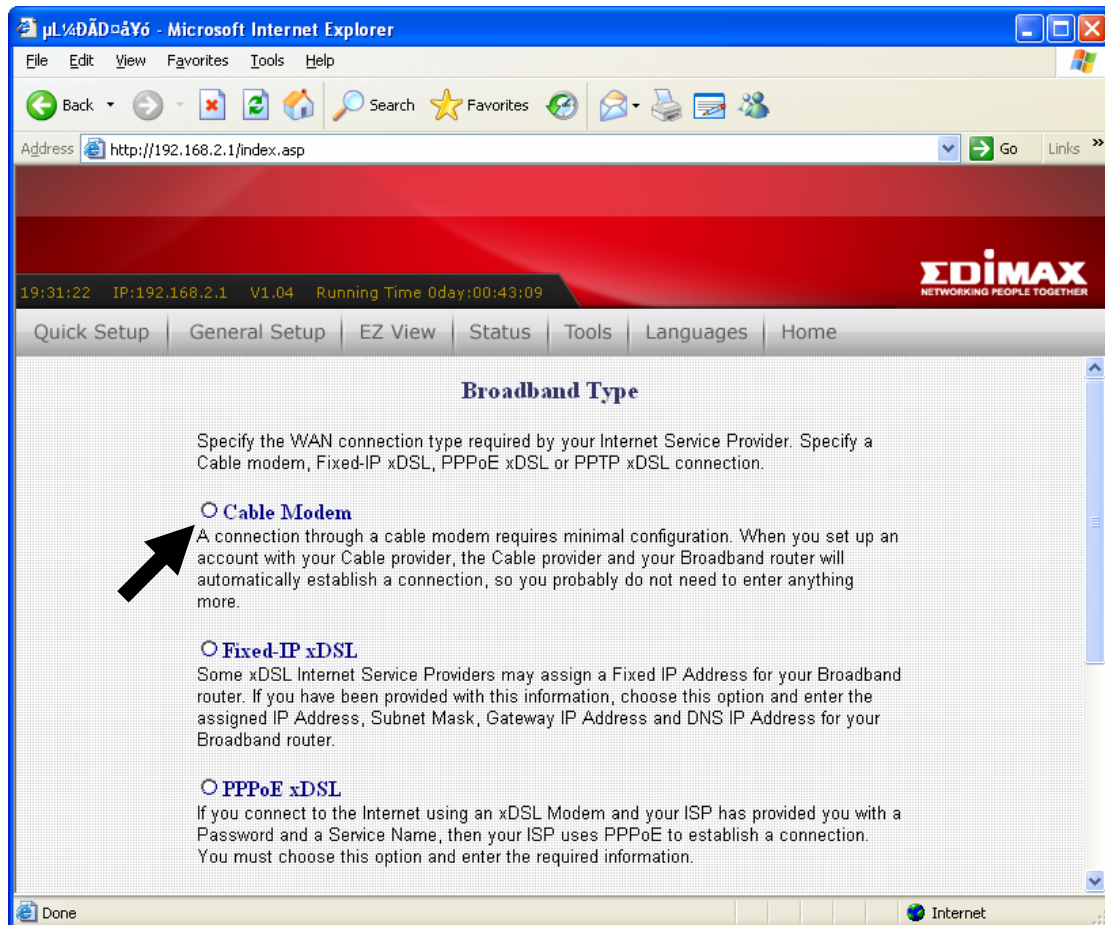 µL¼ÐÃD¤å¥ó - Microsoft Internet Explorer
File Edit View Favorites Tools Help
Back Search Favorites
Address http://192.168.2.1/index.asp Go Links »
EDiMAX
NETWORKING PEOPLE TOGETHER
19:31:22 IP:192.168.2.1 V1.04 Running Time 0day:00:43:09
Quick Setup General Setup EZ View Status Tools Languages Home
Broadband Type
Specify the WAN connection type required by your Internet Service Provider. Specify a
Cable modem, Fixed-IP xDSL, PPPoE xDSL or PPTP xDSL connection.
Cable Modem
A connection through a cable modem requires minimal configuration. When you set up an
account with your Cable provider, the Cable provider and your Broadband router will
automatically establish a connection, so you probably do not need to enter anything
more.
Fixed-IP xDSL
Some xDSL Internet Service Providers may assign a Fixed IP Address for your Broadband
router. If you have been provided with this information, choose this option and enter the
assigned IP Address, Subnet Mask, Gateway IP Address and DNS IP Address for your
Broadband router.
PPPoE xDSL
If you connect to the Internet using an xDSL Modem and your ISP has provided you with a
Password and a Service Name, then your ISP uses PPPoE to establish a connection.
You must choose this option and enter the required information.
Done Internet